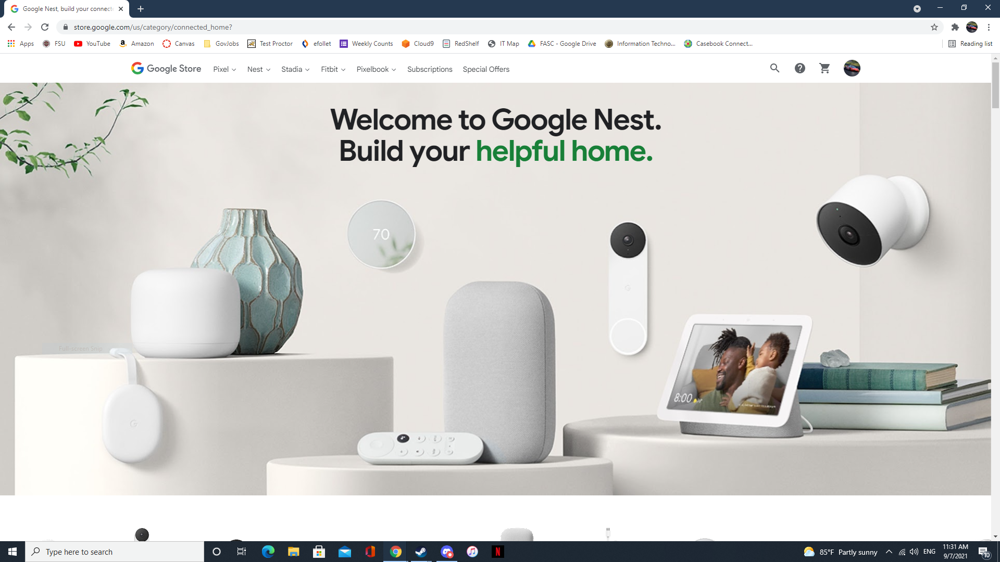 Google Nest, build your connecte
store.google.com/us/category/connected_home?
Apps FSU YouTube Amazon Canvas GovJobs Test Proctor efollet Weekly Counts Cloud9 RedShelf IT Map FASC - Google Drive Information Techno... Casebook Connect... Reading list
Google Store Pixel Nest Stadia Fitbit Pixelbook Subscriptions Special Offers
Welcome to Google Nest.
Build your helpful home.
70
Full-screen Snip
8:00
Type here to search
85°F Partly sunny ENG
11:31 AM
9/7/2021
10